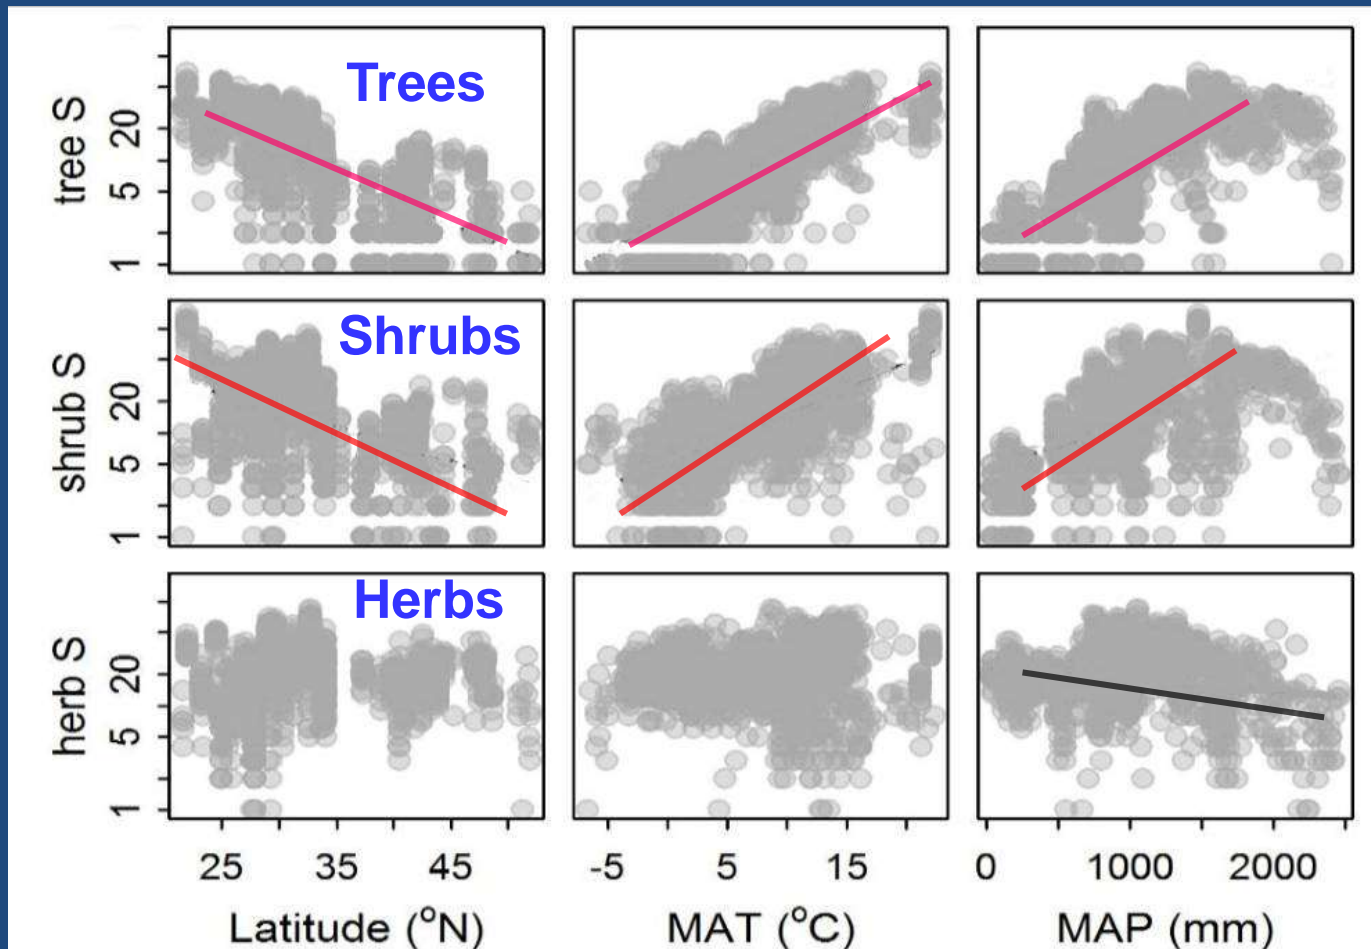 Trees
tree S
20
5
1
Shrubs
shrub S
20
5
1
Herbs
herb S
20
5
1
25 35 45
-5 5 15
0 1000 2000
Latitude (°N)
MAT (°C)
MAP (mm)